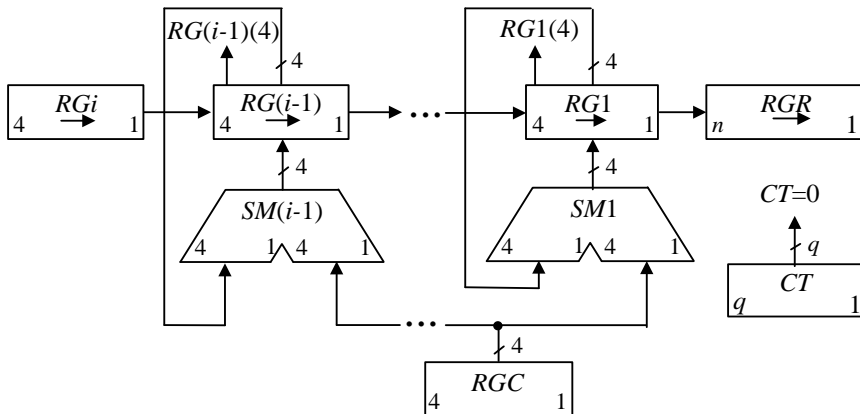 RG(i-1)(4) 4 RG1(4) 4
RGi RG(i-1) ... RG1 RGR
4 1 4 1 4 1 n 1
4 4
SM(i-1) SM1 CT=0
4 1 4 1 4 1 4 1 q
CT
q 1
...
4
RGC
4 1